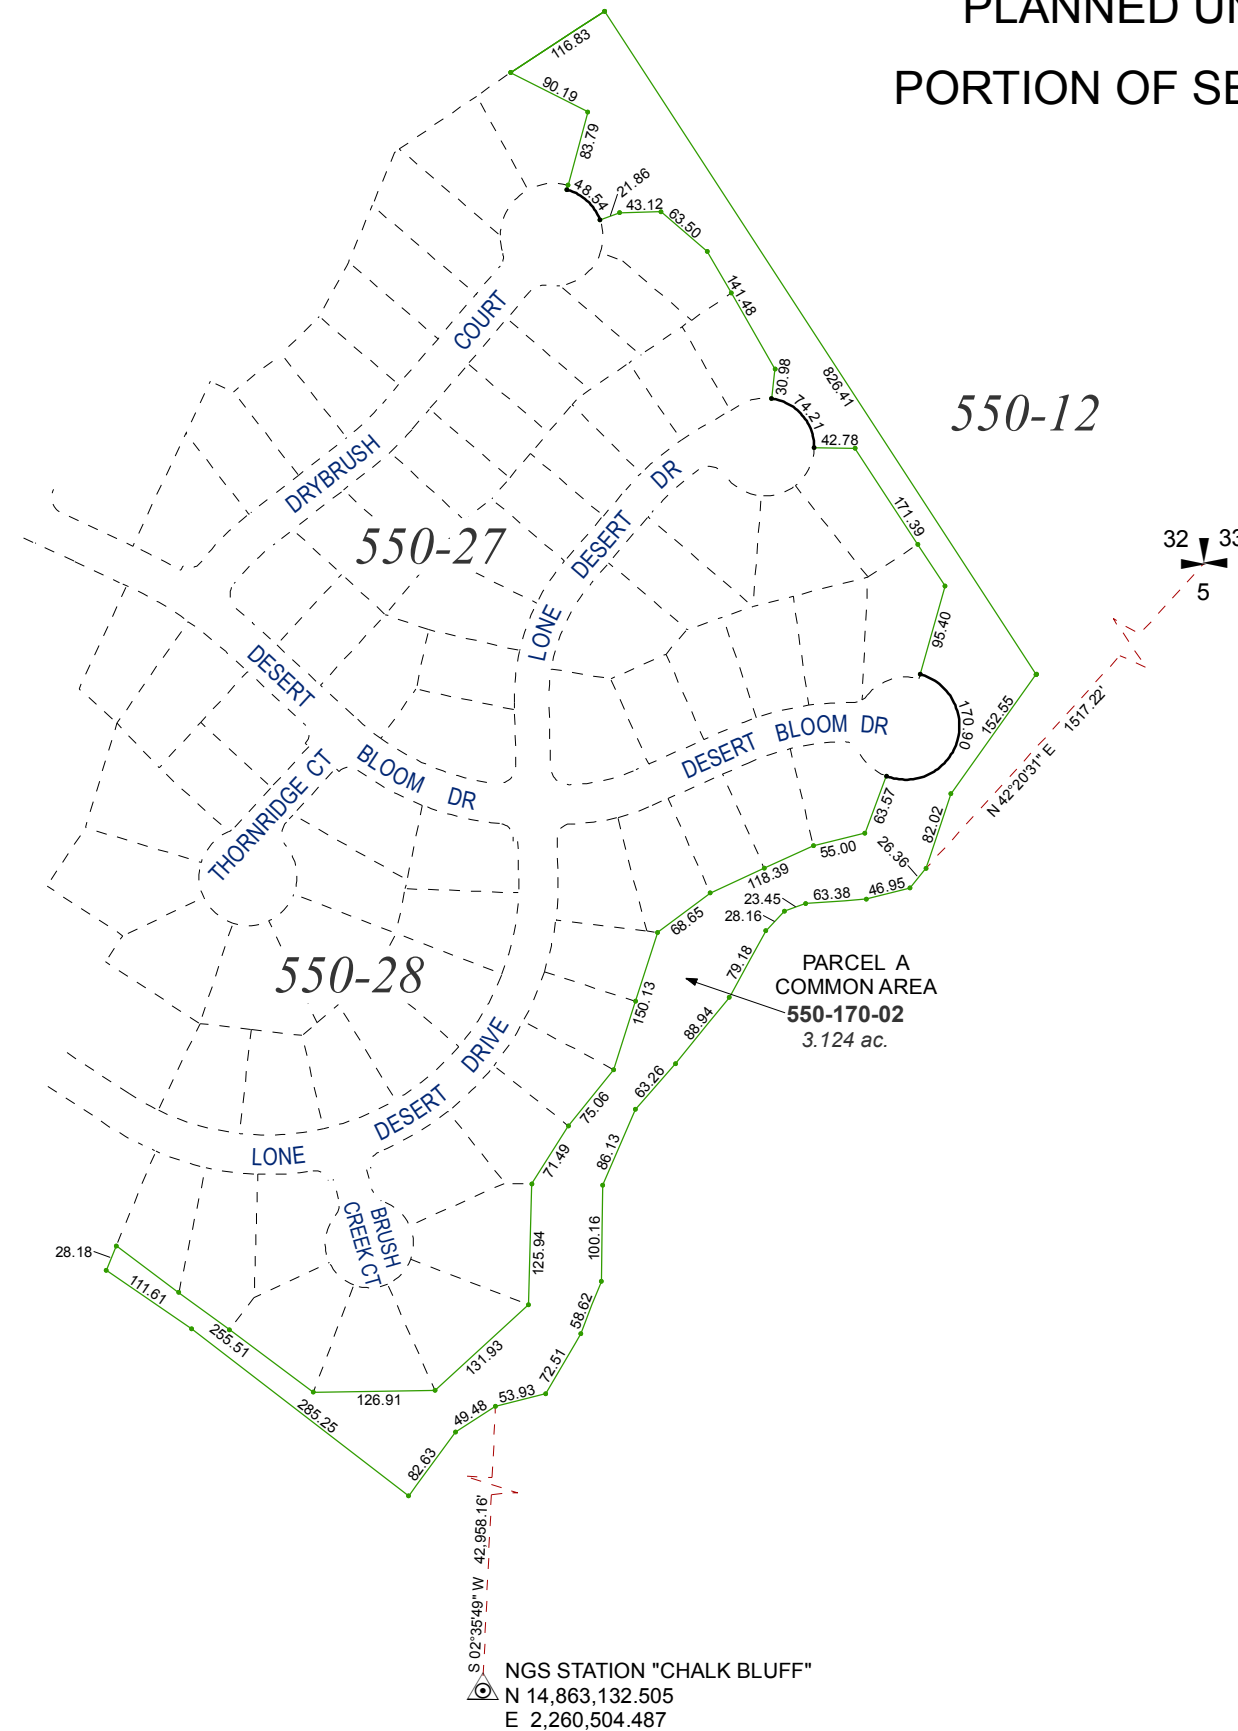 PLANNED UN
PORTION OF SE
116.83
90.19
83.79
48.54
21.86
43.12
63.50
141.48
30.98
74.21
42.78
826.41
550-12
171.39
95.40
170.90
152.55
32
33
5
N 42°20'31" E 1517.22'
DRYBRUSH COURT
550-27
LONE DESERT DR
DESERT BLOOM DR
DESERT BLOOM DR
THORNRIDGE CT
63.57
82.02
26.36
55.00
118.39
68.65
46.95
63.38
23.45
28.16
79.18
PARCEL A
COMMON AREA
550-170-02
3.124 ac.
550-28
150.13
88.94
63.26
75.06
71.49
86.13
LONE DESERT DRIVE
BRUSH
CREEK CT
100.16
125.94
58.62
28.18
111.61
255.51
285.25
126.91
131.93
72.51
53.93
49.48
82.63
S 02°35'49" W 42,958.16'
NGS STATION "CHALK BLUFF"
N 14,863,132.505
E 2,260,504.487